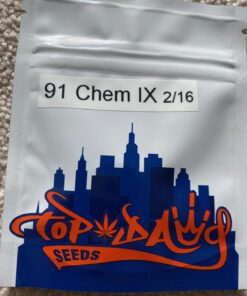 91 Chem IX 2/16
TOP DAWG
SEEDS